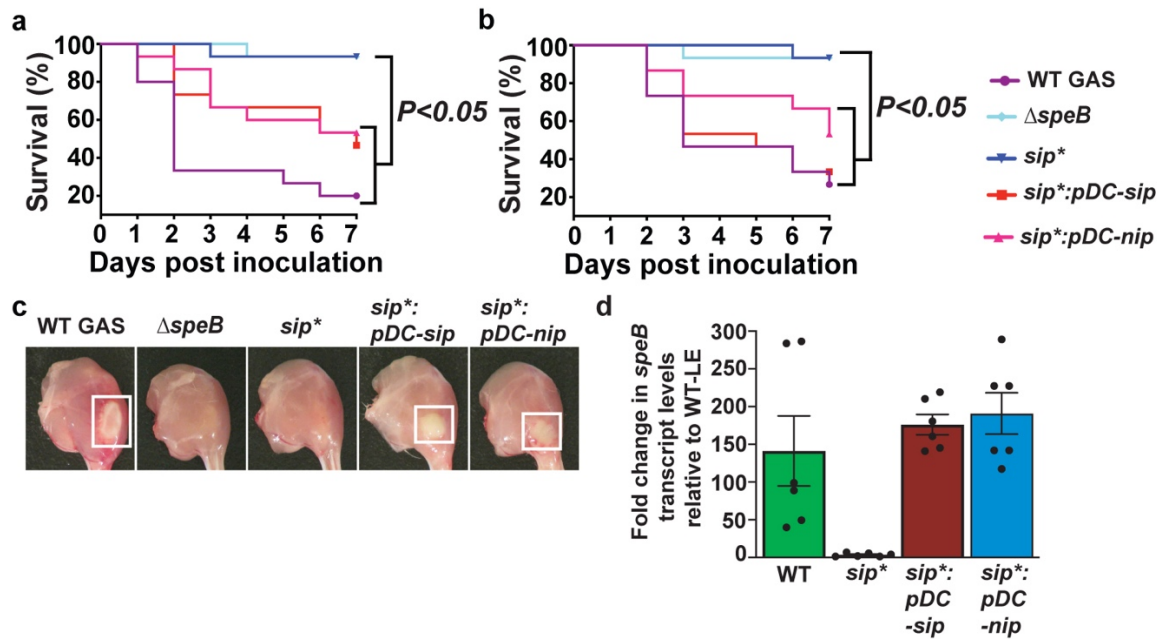 a
100
80
60
40
20
Survival (%)
0 1 2 3 4 5 6 7
Days post inoculation
P<0.05
b
100
80
60
40
20
Survival (%)
0 1 2 3 4 5 6 7
Days post inoculation
P<0.05
WT GAS
ΔspeB
sip*
sip*:pDC-sip
sip*:pDC-nip
c
WT GAS
ΔspeB
sip*
sip*:
pDC-sip
sip*:
pDC-nip
d
Fold change in speB
transcript levels
relative to WT-LE
300
250
200
150
100
50
0
WT
sip*
sip*:
pDC
-sip
sip*:
pDC
-nip